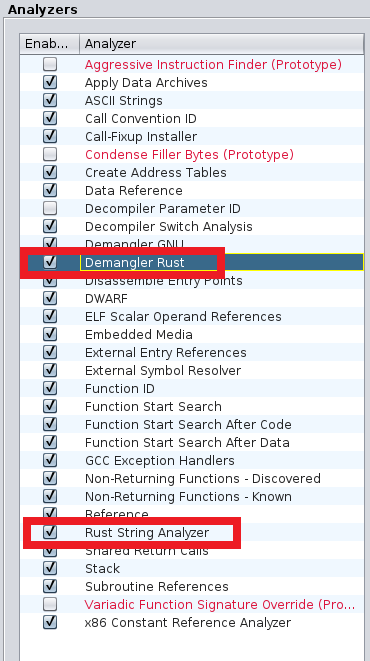 Analyzers
Enab... Analyzer
Aggressive Instruction Finder (Prototype)
Apply Data Archives
ASCII Strings
Call Convention ID
Call-Fixup Installer
Condense Filler Bytes (Prototype)
Create Address Tables
Data Reference
Decompiler Parameter ID
Decompiler Switch Analysis
Demangler GNU
Demangler Rust
Disassemble Entry Points
DWARF
ELF Scalar Operand References
Embedded Media
External Entry References
External Symbol Resolver
Function ID
Function Start Search
Function Start Search After Code
Function Start Search After Data
GCC Exception Handlers
Non-Returning Functions - Discovered
Non-Returning Functions - Known
Reference
Rust String Analyzer
Shared Return Calls
Stack
Subroutine References
Variadic Function Signature Override (Pro...
x86 Constant Reference Analyzer